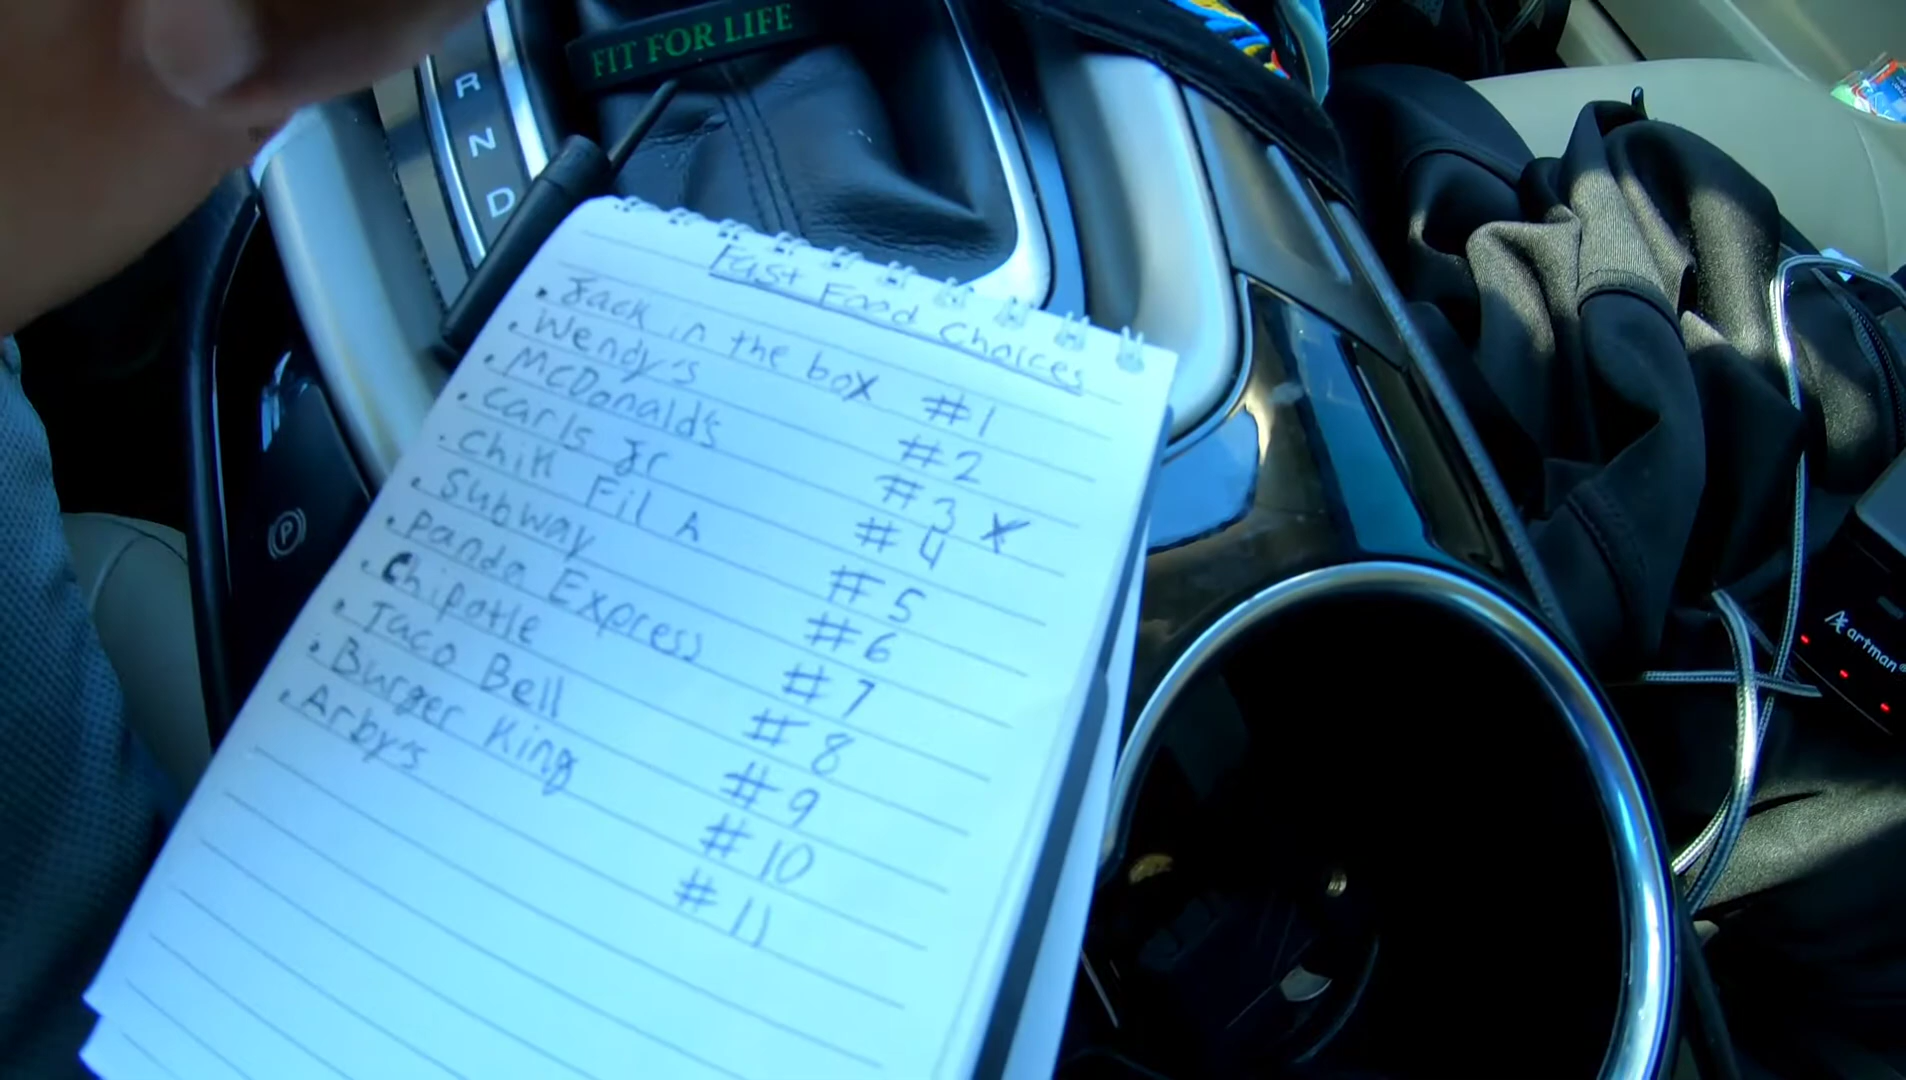 FIT FOR LIFE
R
N
D
Fast Food Choices
• Jack in the box #1
• Wendy's #2
• McDonald's #3 X
• Carls Jr #4
• Chik Fil A #5
• Subway #6
• Panda Express #7
• Chipotle #8
• Taco Bell #9
• Burger King #10
• Arby's #11
P
artman®